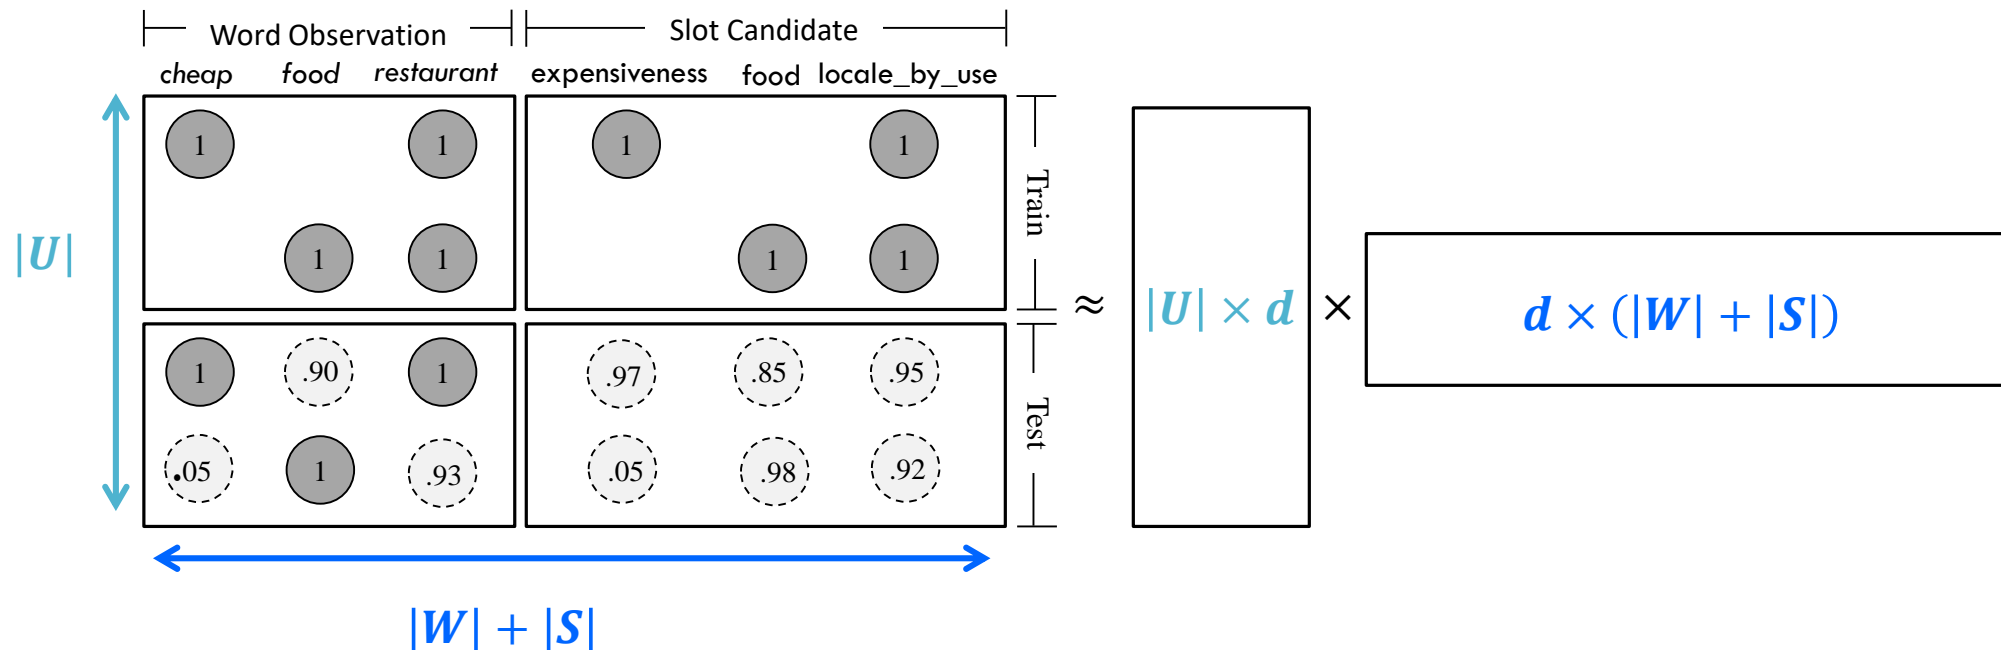 Word Observation Slot Candidate
cheap food restaurant expensiveness food locale_by_use
1 1 1 1
Train
1 1 1 1
|U|
≈ |U| × d × d × (|W| + |S|)
1 .90 1 .97 .85 .95
Test
.05 1 .93 .05 .98 .92
|W| + |S|